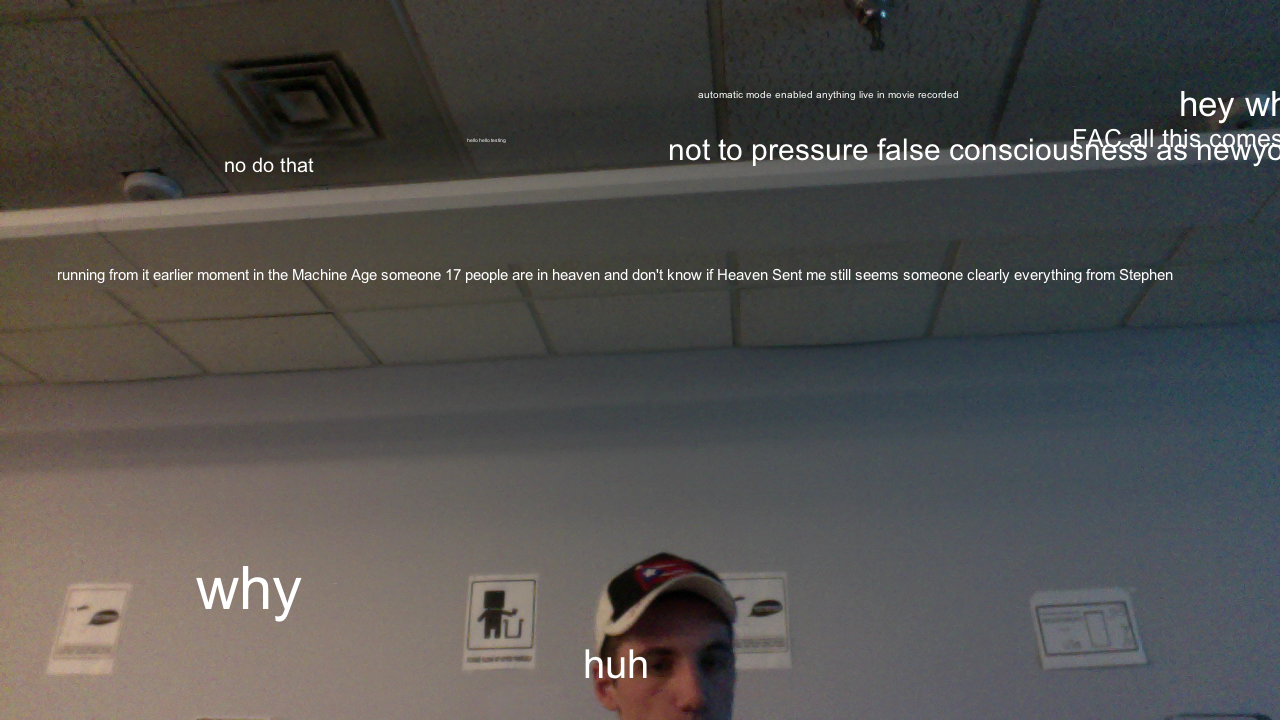 automatic mode enabled anything live in movie recorded
hey wh
hello hello testing
FAC all this comes
not to pressure false consciousness as newyo
no do that
running from it earlier moment in the Machine Age someone 17 people are in heaven and don't know if Heaven Sent me still seems someone clearly everything from Stephen
why
huh